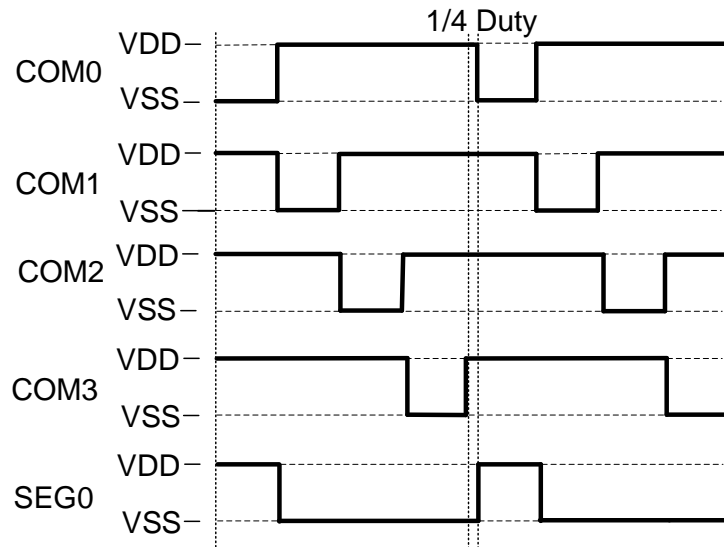 1/4 Duty
VDD
COM0
VSS
VDD
COM1
VSS
VDD
COM2
VSS
VDD
COM3
VSS
VDD
SEG0
VSS